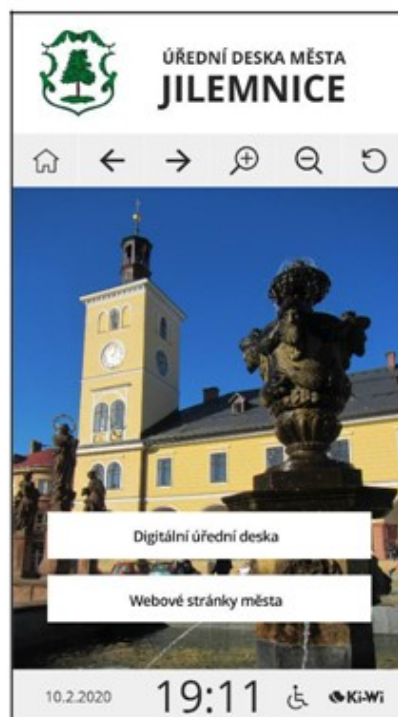 ÚŘEDNÍ DESKA MĚSTA
JILEMNICE
Digitální úřední deska
Webové stránky města
10.2.2020 19:11 Ki-Wi